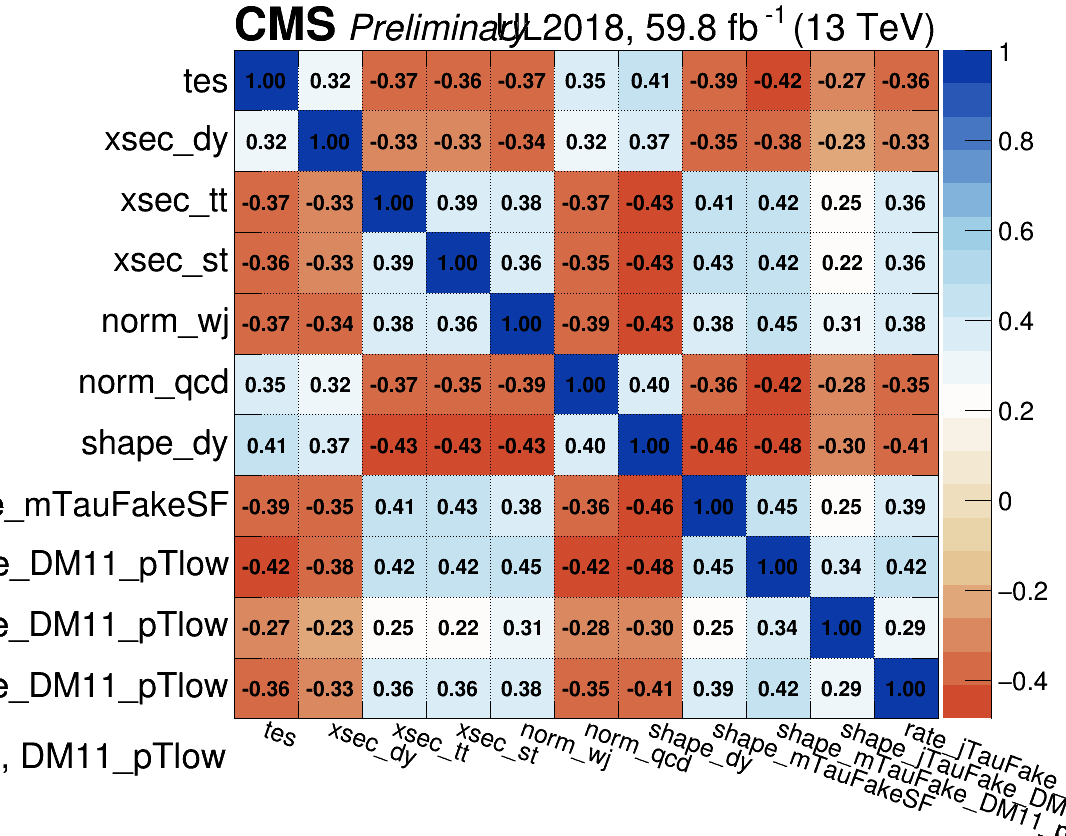 CMS Preliminary UL2018, 59.8 fb⁻¹ (13 TeV)
tes 1.00 0.32 -0.37 -0.36 -0.37 0.35 0.41 -0.39 -0.42 -0.27 -0.36
xsec_dy 0.32 1.00 -0.33 -0.33 -0.34 0.32 0.37 -0.35 -0.38 -0.23 -0.33
xsec_tt -0.37 -0.33 1.00 0.39 0.38 -0.37 -0.43 0.41 0.42 0.25 0.36
xsec_st -0.36 -0.33 0.39 1.00 0.36 -0.35 -0.43 0.43 0.42 0.22 0.36
norm_wj -0.37 -0.34 0.38 0.36 1.00 -0.39 -0.43 0.38 0.45 0.31 0.38
norm_qcd 0.35 0.32 -0.37 -0.35 -0.39 1.00 0.40 -0.36 -0.42 -0.28 -0.35
shape_dy 0.41 0.37 -0.43 -0.43 -0.43 0.40 1.00 -0.46 -0.48 -0.30 -0.41
e_mTauFakeSF -0.39 -0.35 0.41 0.43 0.38 -0.36 -0.46 1.00 0.45 0.25 0.39
e_DM11_pTlow -0.42 -0.38 0.42 0.42 0.45 -0.42 -0.48 0.45 1.00 0.34 0.42
e_DM11_pTlow -0.27 -0.23 0.25 0.22 0.31 -0.28 -0.30 0.25 0.34 1.00 0.29
e_DM11_pTlow -0.36 -0.33 0.36 0.36 0.38 -0.35 -0.41 0.39 0.42 0.29 1.00
1
0.8
0.6
0.4
0.2
0
−0.2
−0.4
tes
xsec_dy
xsec_tt
xsec_st
norm_wj
norm_qcd
shape_dy
shape_mTauFakeSF
shape_mTauFake_DM11_p
shape_jTauFake_DM
rate_jTauFake_
, DM11_pTlow